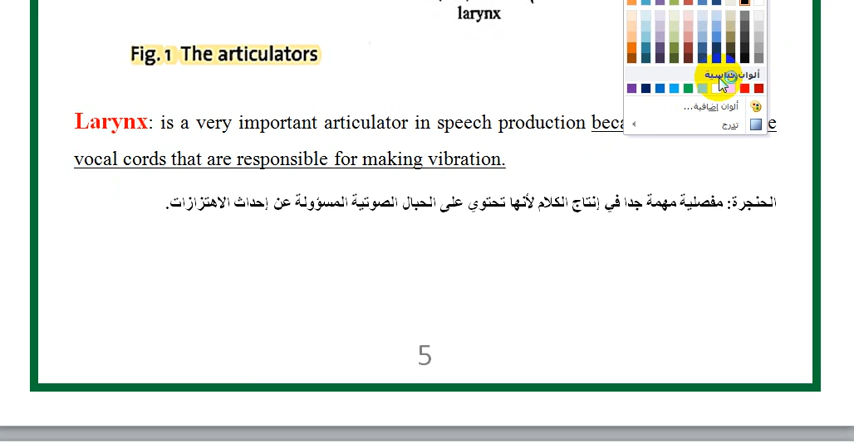 larynx
Fig. 1 The articulators
ألوان قياسية
ألوان إضافية...
تدرج
Larynx: is a very important articulator in speech production
vocal cords that are responsible for making vibration.
الحنجرة: مفصلية مهمة جدا في إنتاج الكلام لأنها تحتوي على الحبال الصوتية المسؤولة عن إحداث الاهتزازات.
5